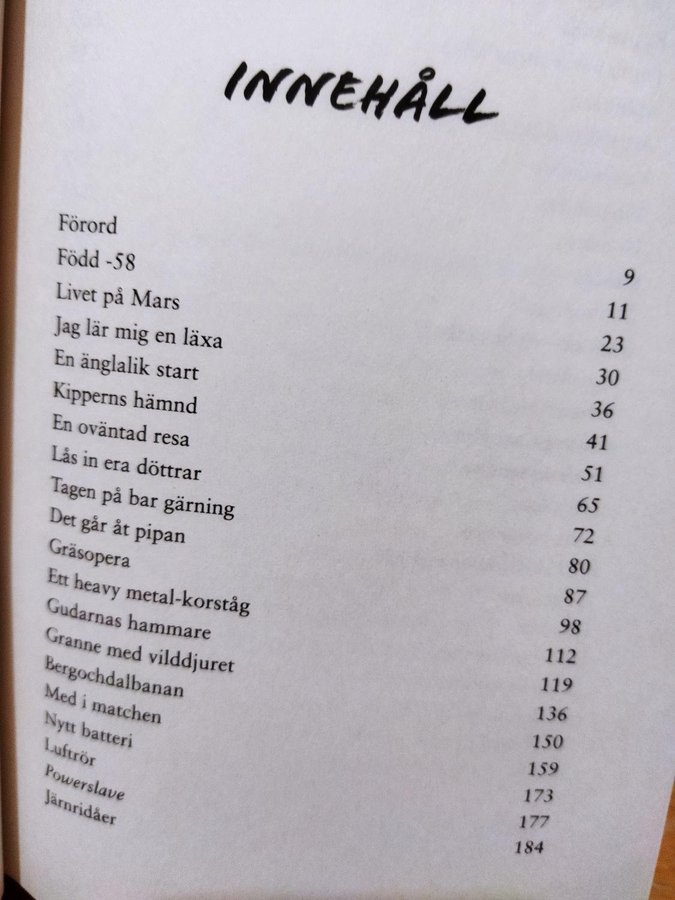 INNEHÅLL
Förord 9
Född -58 11
Livet på Mars 23
Jag lär mig en läxa 30
En änglalik start 36
Kipperns hämnd 41
En oväntad resa 51
Lås in era döttrar 65
Tagen på bar gärning 72
Det går åt pipan 80
Gräsopera 87
Ett heavy metal-korståg 98
Gudarnas hammare 112
Granne med vilddjuret 119
Bergochdalbanan 136
Med i matchen 150
Nytt batteri 159
Luftrör 173
Powerslave 177
Järnridåer 184